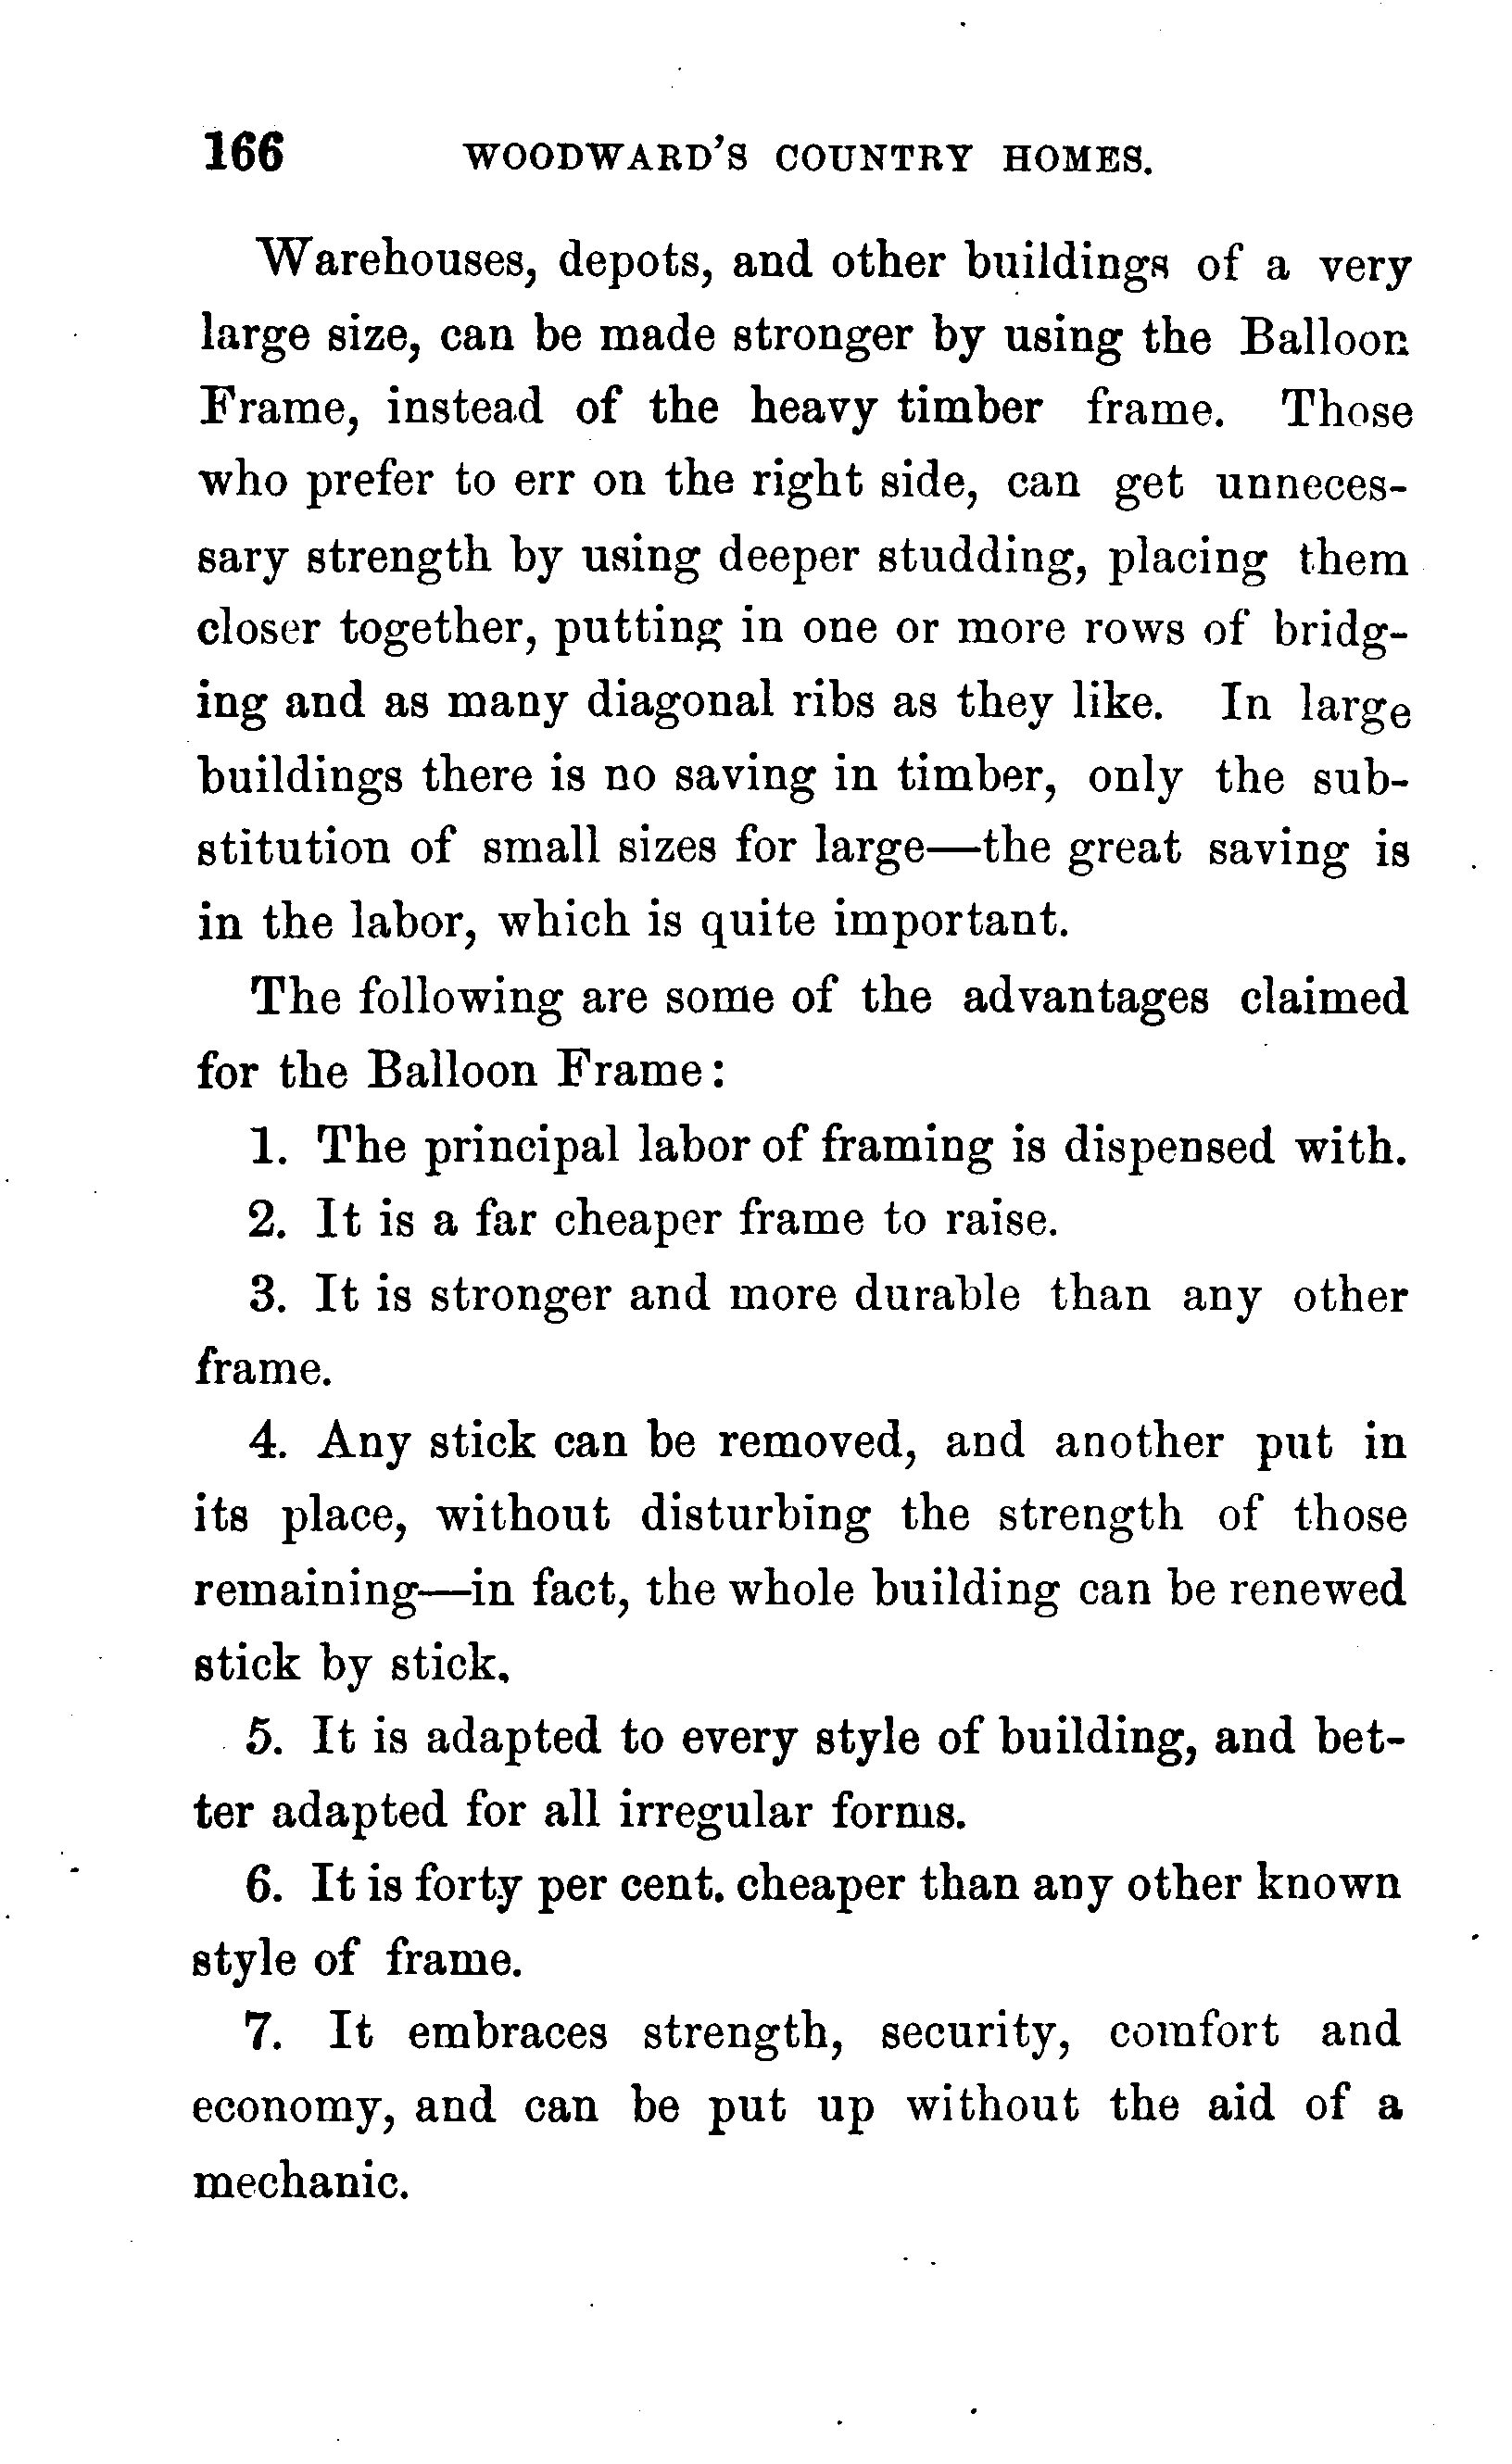 166 WOODWARD'S COUNTRY HOMES.
Warehouses, depots, and other buildings of a very
large size, can be made stronger by using the Balloon
Frame, instead of the heavy timber frame. Those
who prefer to err on the right side, can get unneces-
sary strength by using deeper studding, placing them
closer together, putting in one or more rows of bridg-
ing and as many diagonal ribs as they like. In large
buildings there is no saving in timber, only the sub-
stitution of small sizes for large—the great saving is
in the labor, which is quite important.
The following are some of the advantages claimed
for the Balloon Frame:
1. The principal labor of framing is dispensed with.
2. It is a far cheaper frame to raise.
3. It is stronger and more durable than any other
frame.
4. Any stick can be removed, and another put in
its place, without disturbing the strength of those
remaining—in fact, the whole building can be renewed
stick by stick.
5. It is adapted to every style of building, and bet-
ter adapted for all irregular forms.
6. It is forty per cent. cheaper than any other known
style of frame.
7. It embraces strength, security, comfort and
economy, and can be put up without the aid of a
mechanic.